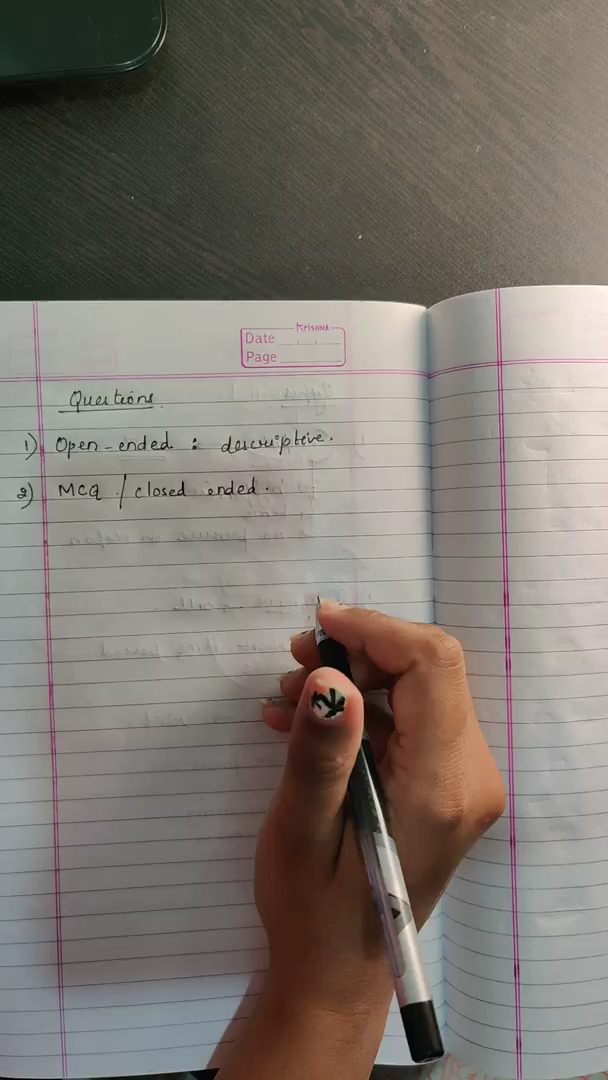 Krishna
Date
Page
Questions.
1) Open-ended : descriptive.
2) MCQ / closed ended.